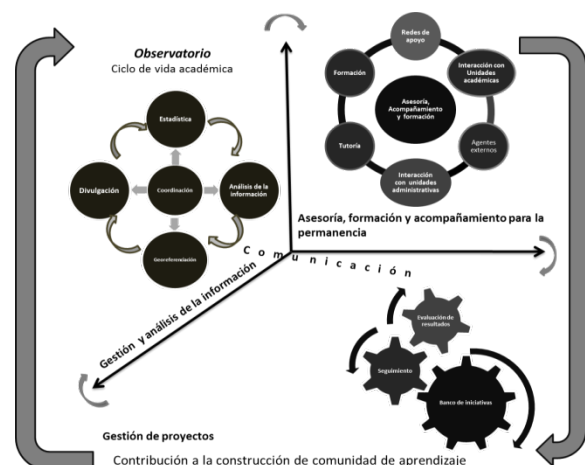 Observatorio
Ciclo de vida académica
Estadística
Divulgación
Coordinación
Análisis de la
información
Georeferenciación
Redes de
apoyo
Formación
Interacción con
Unidades
académicas
Asesoría,
Acompañamiento
y formación
Tutoría
Agentes
externos
Interacción
con unidades
administrativas
Asesoría, formación y acompañamiento para la
permanencia
Comunicación
Gestión y análisis de la información
Evaluación de
resultados
Seguimiento
Banco de iniciativas
Gestión de proyectos
Contribución a la construcción de comunidad de aprendizaje